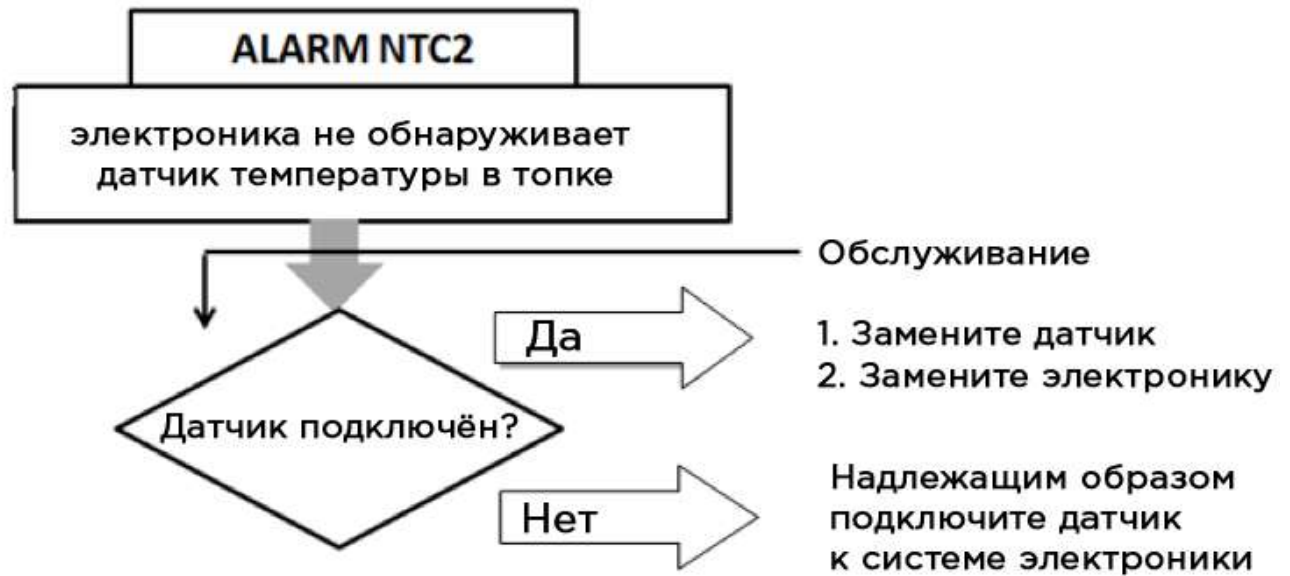 ALARM NTC2
электроника не обнаруживает
датчик температуры в топке
Обслуживание
Да
1. Замените датчик
2. Замените электронику
Датчик подключён?
Нет
Надлежащим образом
подключите датчик
к системе электроники